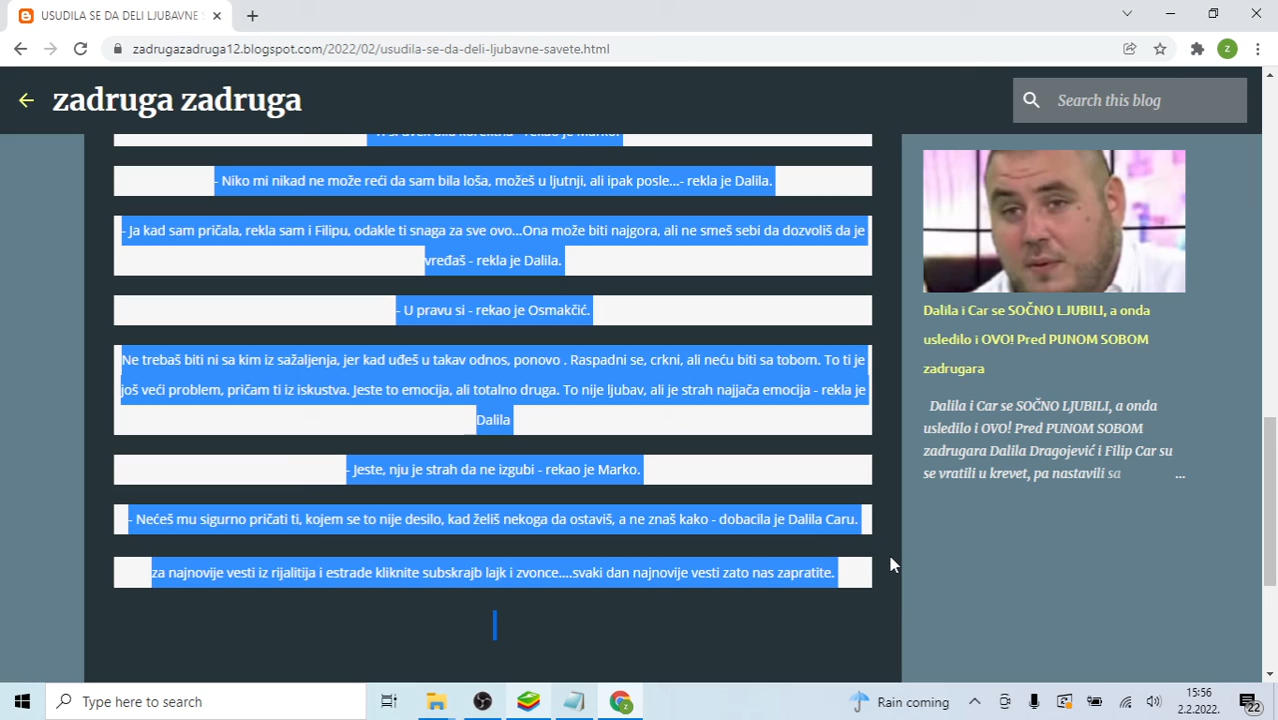 USUDILA SE DA DELI LJUBAVNE
zadrugazadruga12.blogspot.com/2022/02/usudila-se-da-deli-ljubavne-savete.html
zadruga zadruga
Search this blog
rekao je Marko.
- Niko mi nikad ne može reći da sam bila loša, možeš u ljutnji, ali ipak posle...- rekla je Dalila.
- Ja kad sam pričala, rekla sam i Filipu, odakle ti snaga za sve ovo...Ona može biti najgora, ali ne smeš sebi da dozvoliš da je
vređaš - rekla je Dalila.
- U pravu si - rekao je Osmakčić.
Ne trebaš biti ni sa kim iz sažaljenja, jer kad uđeš u takav odnos, ponovo . Raspadni se, crkni, ali neću biti sa tobom. To ti je
još veći problem, pričam ti iz iskustva. Jeste to emocija, ali totalno druga. To nije ljubav, ali je strah najjača emocija - rekla je
Dalila
- Jeste, nju je strah da ne izgubi - rekao je Marko.
- Nećeš mu sigurno pričati ti, kojem se to nije desilo, kad želiš nekoga da ostaviš, a ne znaš kako - dobacila je Dalila Caru.
za najnovije vesti iz rijalitija i estrade kliknite subskrajb lajk i zvonce....svaki dan najnovije vesti zato nas zapratite.
Dalila i Car se SOČNO LJUBILI, a onda
usledilo i OVO! Pred PUNOM SOBOM
zadrugara
Dalila i Car se SOČNO LJUBILI, a onda
usledilo i OVO! Pred PUNOM SOBOM
zadrugara Dalila Dragojević i Filip Car su
se vratili u krevet, pa nastavili sa ...
Type here to search
Rain coming
15:56
2.2.2022.
22
z
z